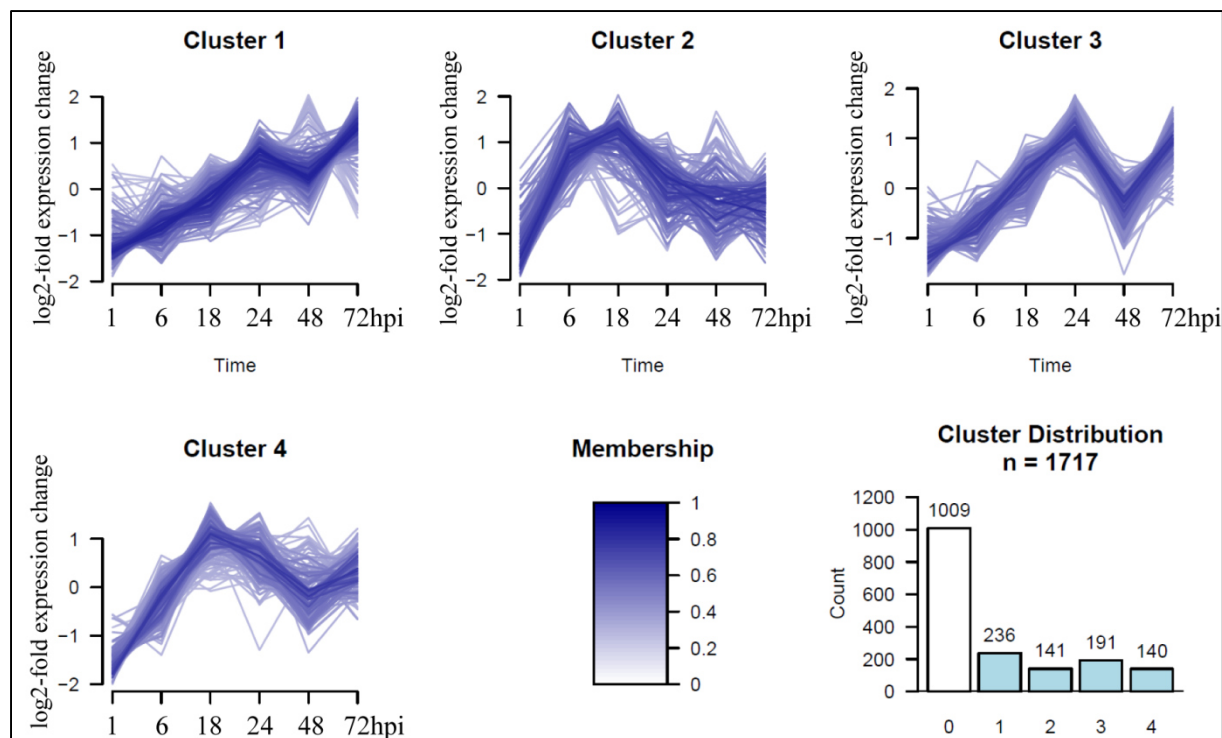 Cluster 1
log2-fold expression change
2
1
0
−1
−2
1 6 18 24 48 72hpi
Time
Cluster 2
log2-fold expression change
2
1
0
−1
−2
1 6 18 24 48 72hpi
Time
Cluster 3
log2-fold expression change
2
1
0
−1
1 6 18 24 48 72hpi
Time
Cluster 4
log2-fold expression change
1
0
−1
−2
1 6 18 24 48 72hpi
Membership
1
0.8
0.6
0.4
0.2
0
Cluster Distribution
n = 1717
Count
1200
1000
800
600
400
200
0
1009
236
141
191
140
0 1 2 3 4